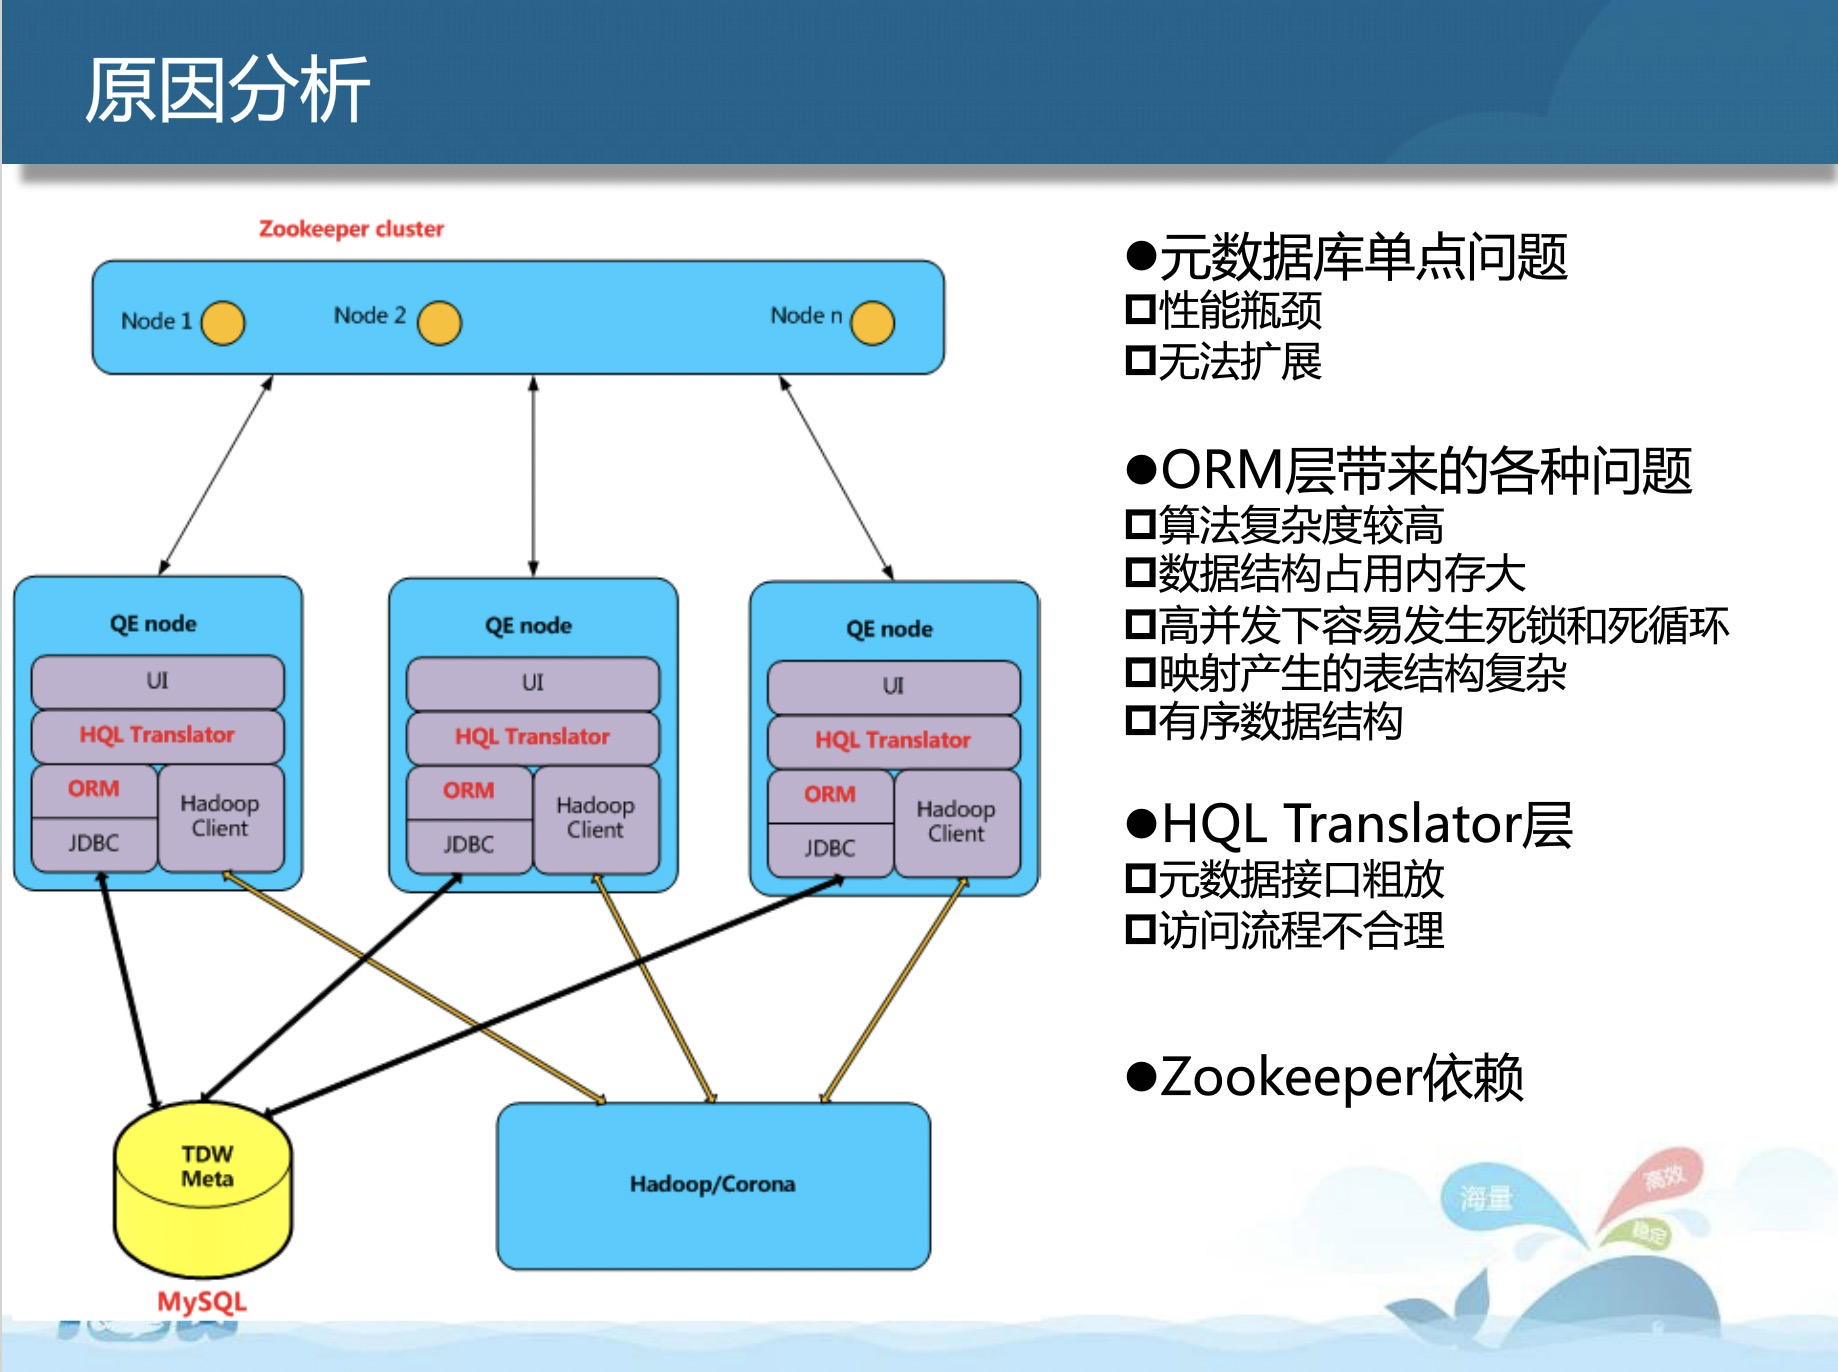 原因分析
Zookeeper cluster
Node 1
Node 2
Node n
QE node
UI
HQL Translator
ORM
JDBC
Hadoop
Client
QE node
UI
HQL Translator
ORM
JDBC
Hadoop
Client
QE node
UI
HQL Translator
ORM
JDBC
Hadoop
Client
TDW
Meta
MySQL
Hadoop/Corona
●元数据库单点问题
性能瓶颈
无法扩展
●ORM层带来的各种问题
算法复杂度较高
数据结构占用内存大
高并发下容易发生死锁和死循环
映射产生的表结构复杂
有序数据结构
●HQL Translator层
元数据接口粗放
访问流程不合理
●Zookeeper依赖
海量
高效
稳定